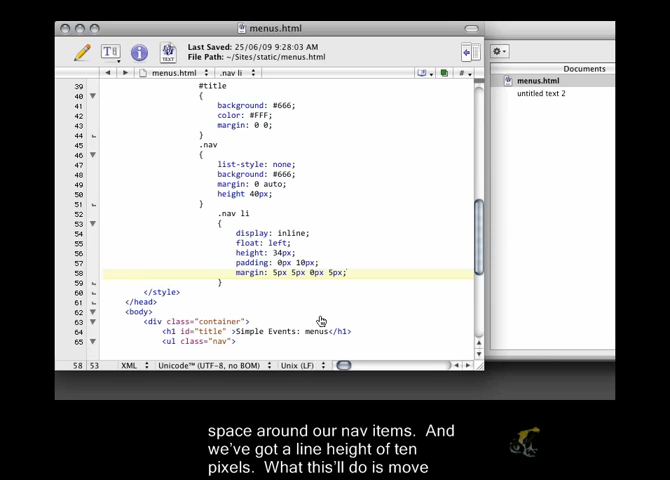 menus.html
Last Saved: 25/06/09 9:28:03 AM
File Path: ~/Sites/static/menus.html
TEXT
menus.html
.nav li
#
Documents
menus.html
untitled text 2
39 #title
40 {
41 background: #666;
42 color: #FFF;
43 margin: 0 0;
44 }
45 .nav
46 {
47 list-style: none;
48 background: #666;
49 margin: 0 auto;
50 height 40px;
51 }
52 .nav li
53 {
54 display: inline;
55 float: left;
56 height: 34px;
57 padding: 0px 10px;
58 margin: 5px 5px 0px 5px;
59 }
60 </style>
61 </head>
62 <body>
63 <div class="container">
64 <h1 id="title" >Simple Events: menus</h1>
65 <ul class="nav">
58 53 XML Unicode™ (UTF-8, no BOM) Unix (LF)
space around our nav items. And
we've got a line height of ten
pixels. What this'll do is move